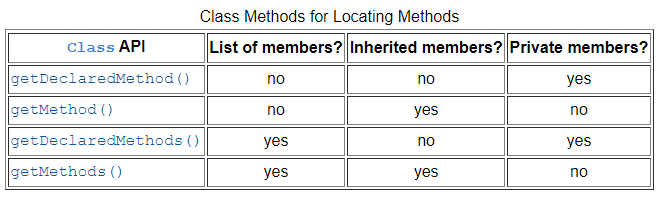 Class Methods for Locating Methods
Class API List of members? Inherited members? Private members?
getDeclaredMethod() no no yes
getMethod() no yes no
getDeclaredMethods() yes no yes
getMethods() yes yes no